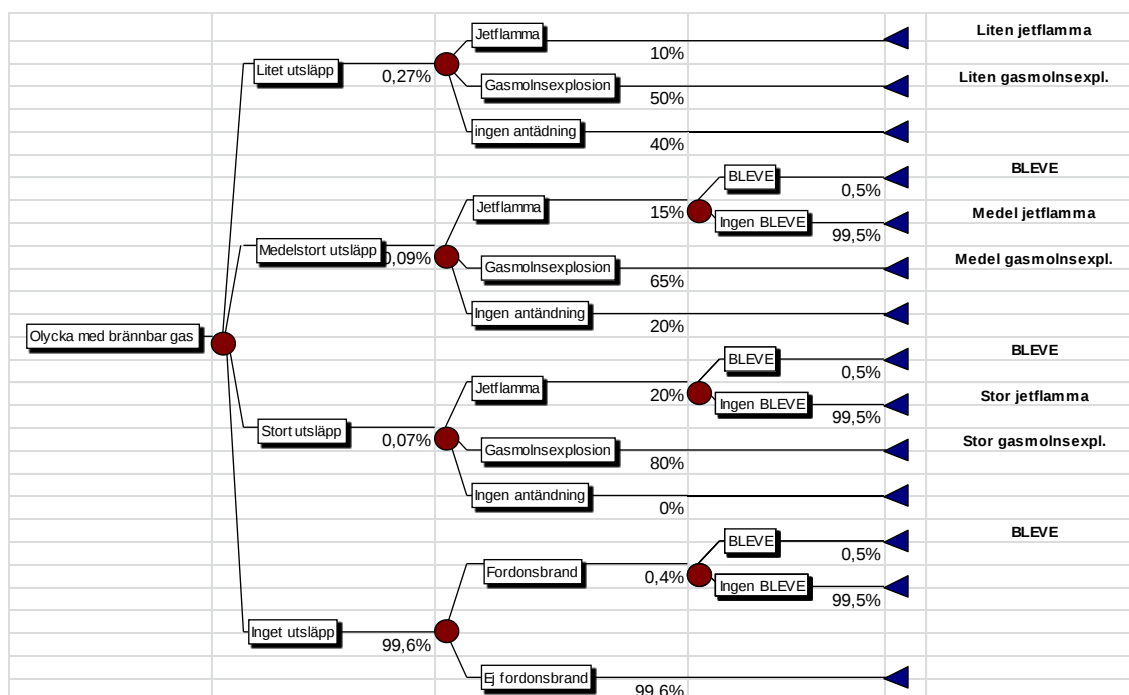 Jetflamma
Liten jetflamma
10%
Litet utsläpp
0,27%
Gasmolnsexplosion
Liten gasmolnsexpl.
50%
ingen antädning
40%
BLEVE
BLEVE
0,5%
Jetflamma
15%
Ingen BLEVE
Medel jetflamma
99,5%
Medelstort utsläpp
0,09%
Gasmolnsexplosion
Medel gasmolnsexpl.
65%
Ingen antändning
20%
Olycka med brännbar gas
BLEVE
BLEVE
0,5%
Jetflamma
20%
Ingen BLEVE
Stor jetflamma
99,5%
Stort utsläpp
0,07%
Gasmolnsexplosion
Stor gasmolnsexpl.
80%
Ingen antändning
0%
BLEVE
BLEVE
0,5%
Fordonsbrand
0,4%
Ingen BLEVE
99,5%
Inget utsläpp
99,6%
Ej fordonsbrand
99,6%